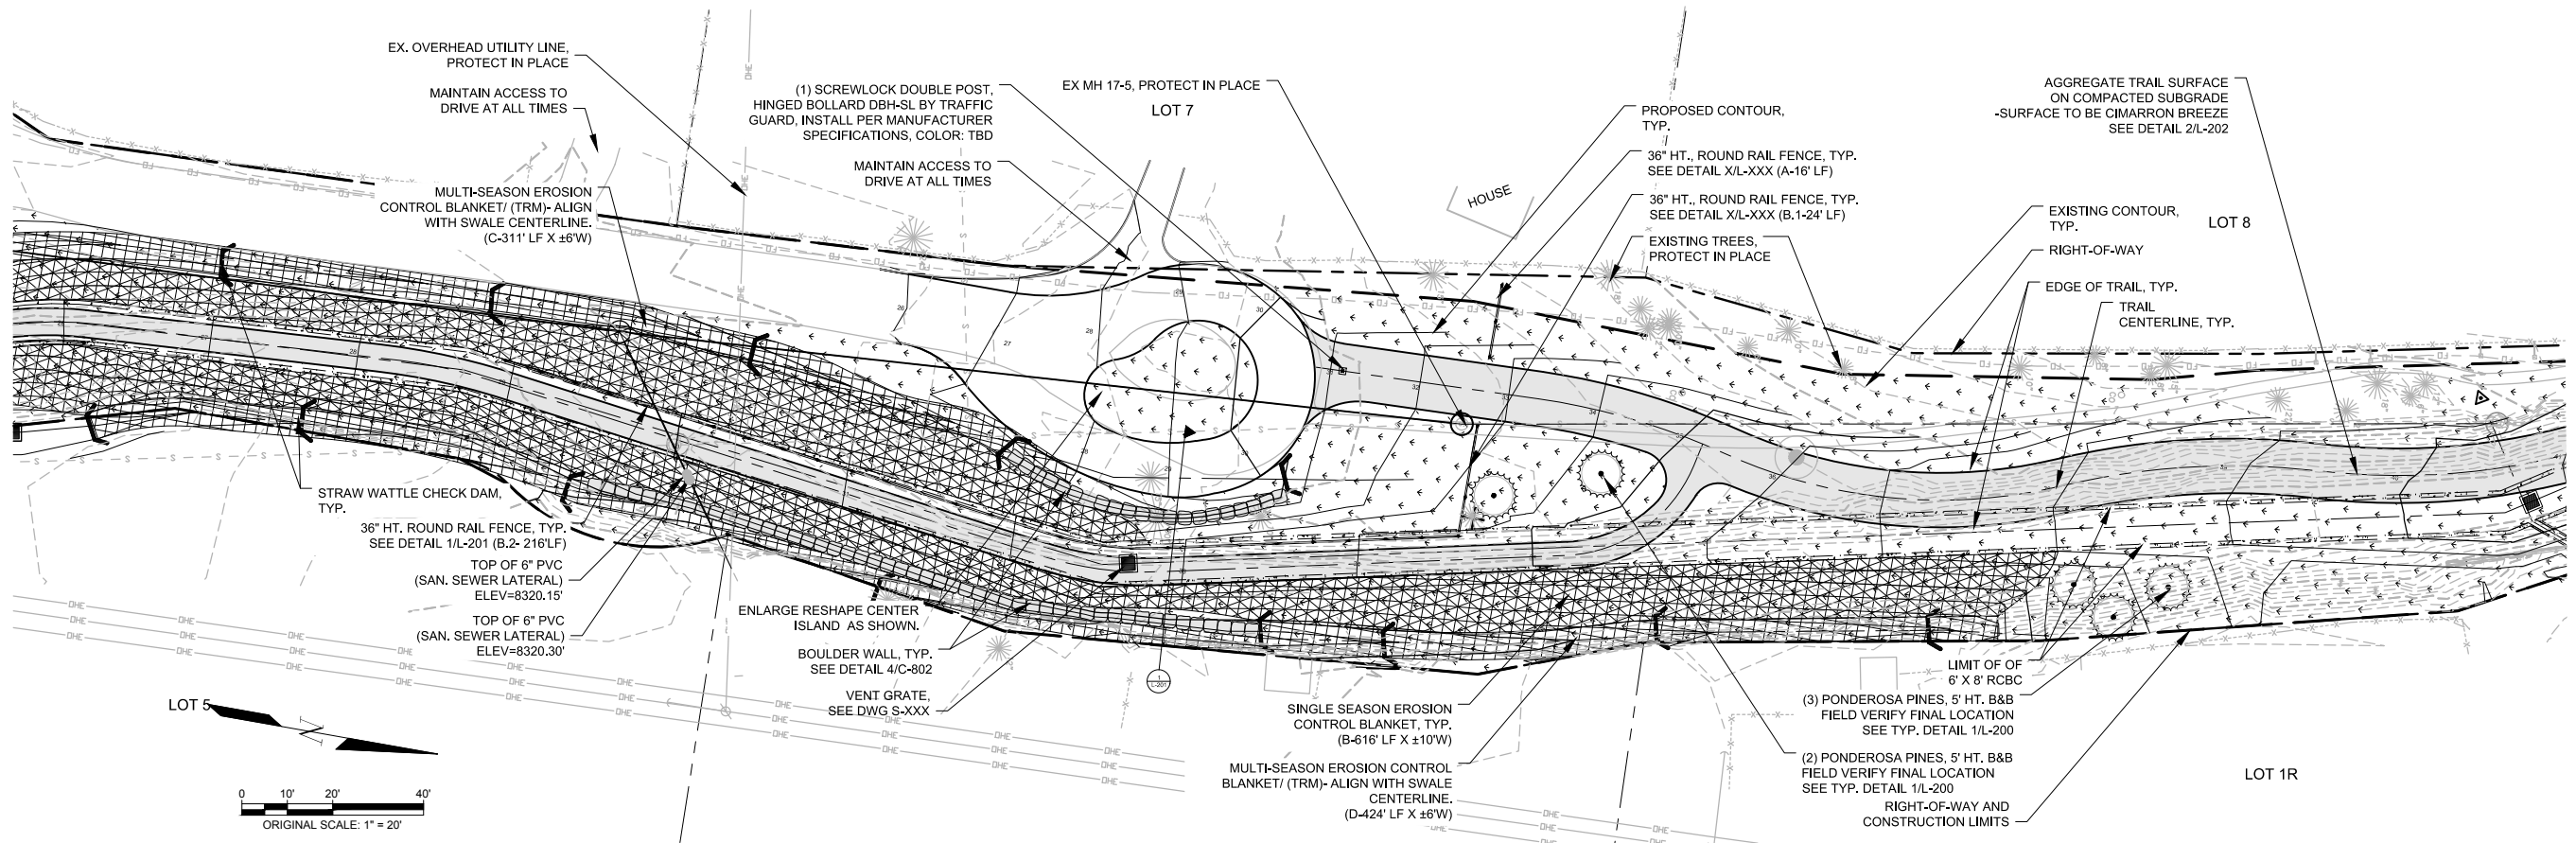 EX. OVERHEAD UTILITY LINE,
PROTECT IN PLACE
MAINTAIN ACCESS TO
DRIVE AT ALL TIMES
(1) SCREWLOCK DOUBLE POST,
HINGED BOLLARD DBH-SL BY TRAFFIC
GUARD, INSTALL PER MANUFACTURER
SPECIFICATIONS, COLOR: TBD
MAINTAIN ACCESS TO
DRIVE AT ALL TIMES
EX MH 17-5, PROTECT IN PLACE
LOT 7
PROPOSED CONTOUR,
TYP.
36" HT., ROUND RAIL FENCE, TYP.
SEE DETAIL X/L-XXX (A-16' LF)
36" HT., ROUND RAIL FENCE, TYP.
SEE DETAIL X/L-XXX (B.1-24' LF)
EXISTING TREES,
PROTECT IN PLACE
HOUSE
AGGREGATE TRAIL SURFACE
ON COMPACTED SUBGRADE
-SURFACE TO BE CIMARRON BREEZE
SEE DETAIL 2/L-202
EXISTING CONTOUR,
TYP.
LOT 8
RIGHT-OF-WAY
EDGE OF TRAIL, TYP.
TRAIL
CENTERLINE, TYP.
MULTI-SEASON EROSION
CONTROL BLANKET/ (TRM)- ALIGN
WITH SWALE CENTERLINE.
(C-311' LF X ±6'W)
STRAW WATTLE CHECK DAM,
TYP.
36" HT. ROUND RAIL FENCE, TYP.
SEE DETAIL 1/L-201 (B.2- 216'LF)
TOP OF 6" PVC
(SAN. SEWER LATERAL)
ELEV=8320.15'
TOP OF 6" PVC
(SAN. SEWER LATERAL)
ELEV=8320.30'
ENLARGE RESHAPE CENTER
ISLAND AS SHOWN.
BOULDER WALL, TYP.
SEE DETAIL 4/C-802
VENT GRATE,
SEE DWG S-XXX
1
L-201
SINGLE SEASON EROSION
CONTROL BLANKET, TYP.
(B-616' LF X ±10'W)
MULTI-SEASON EROSION CONTROL
BLANKET/ (TRM)- ALIGN WITH SWALE
CENTERLINE.
(D-424' LF X ±6'W)
LIMIT OF OF
6' X 8' RCBC
(3) PONDEROSA PINES, 5' HT. B&B
FIELD VERIFY FINAL LOCATION
SEE TYP. DETAIL 1/L-200
(2) PONDEROSA PINES, 5' HT. B&B
FIELD VERIFY FINAL LOCATION
SEE TYP. DETAIL 1/L-200
RIGHT-OF-WAY AND
CONSTRUCTION LIMITS
LOT 1R
LOT 5
0 10' 20' 40'
ORIGINAL SCALE: 1" = 20'